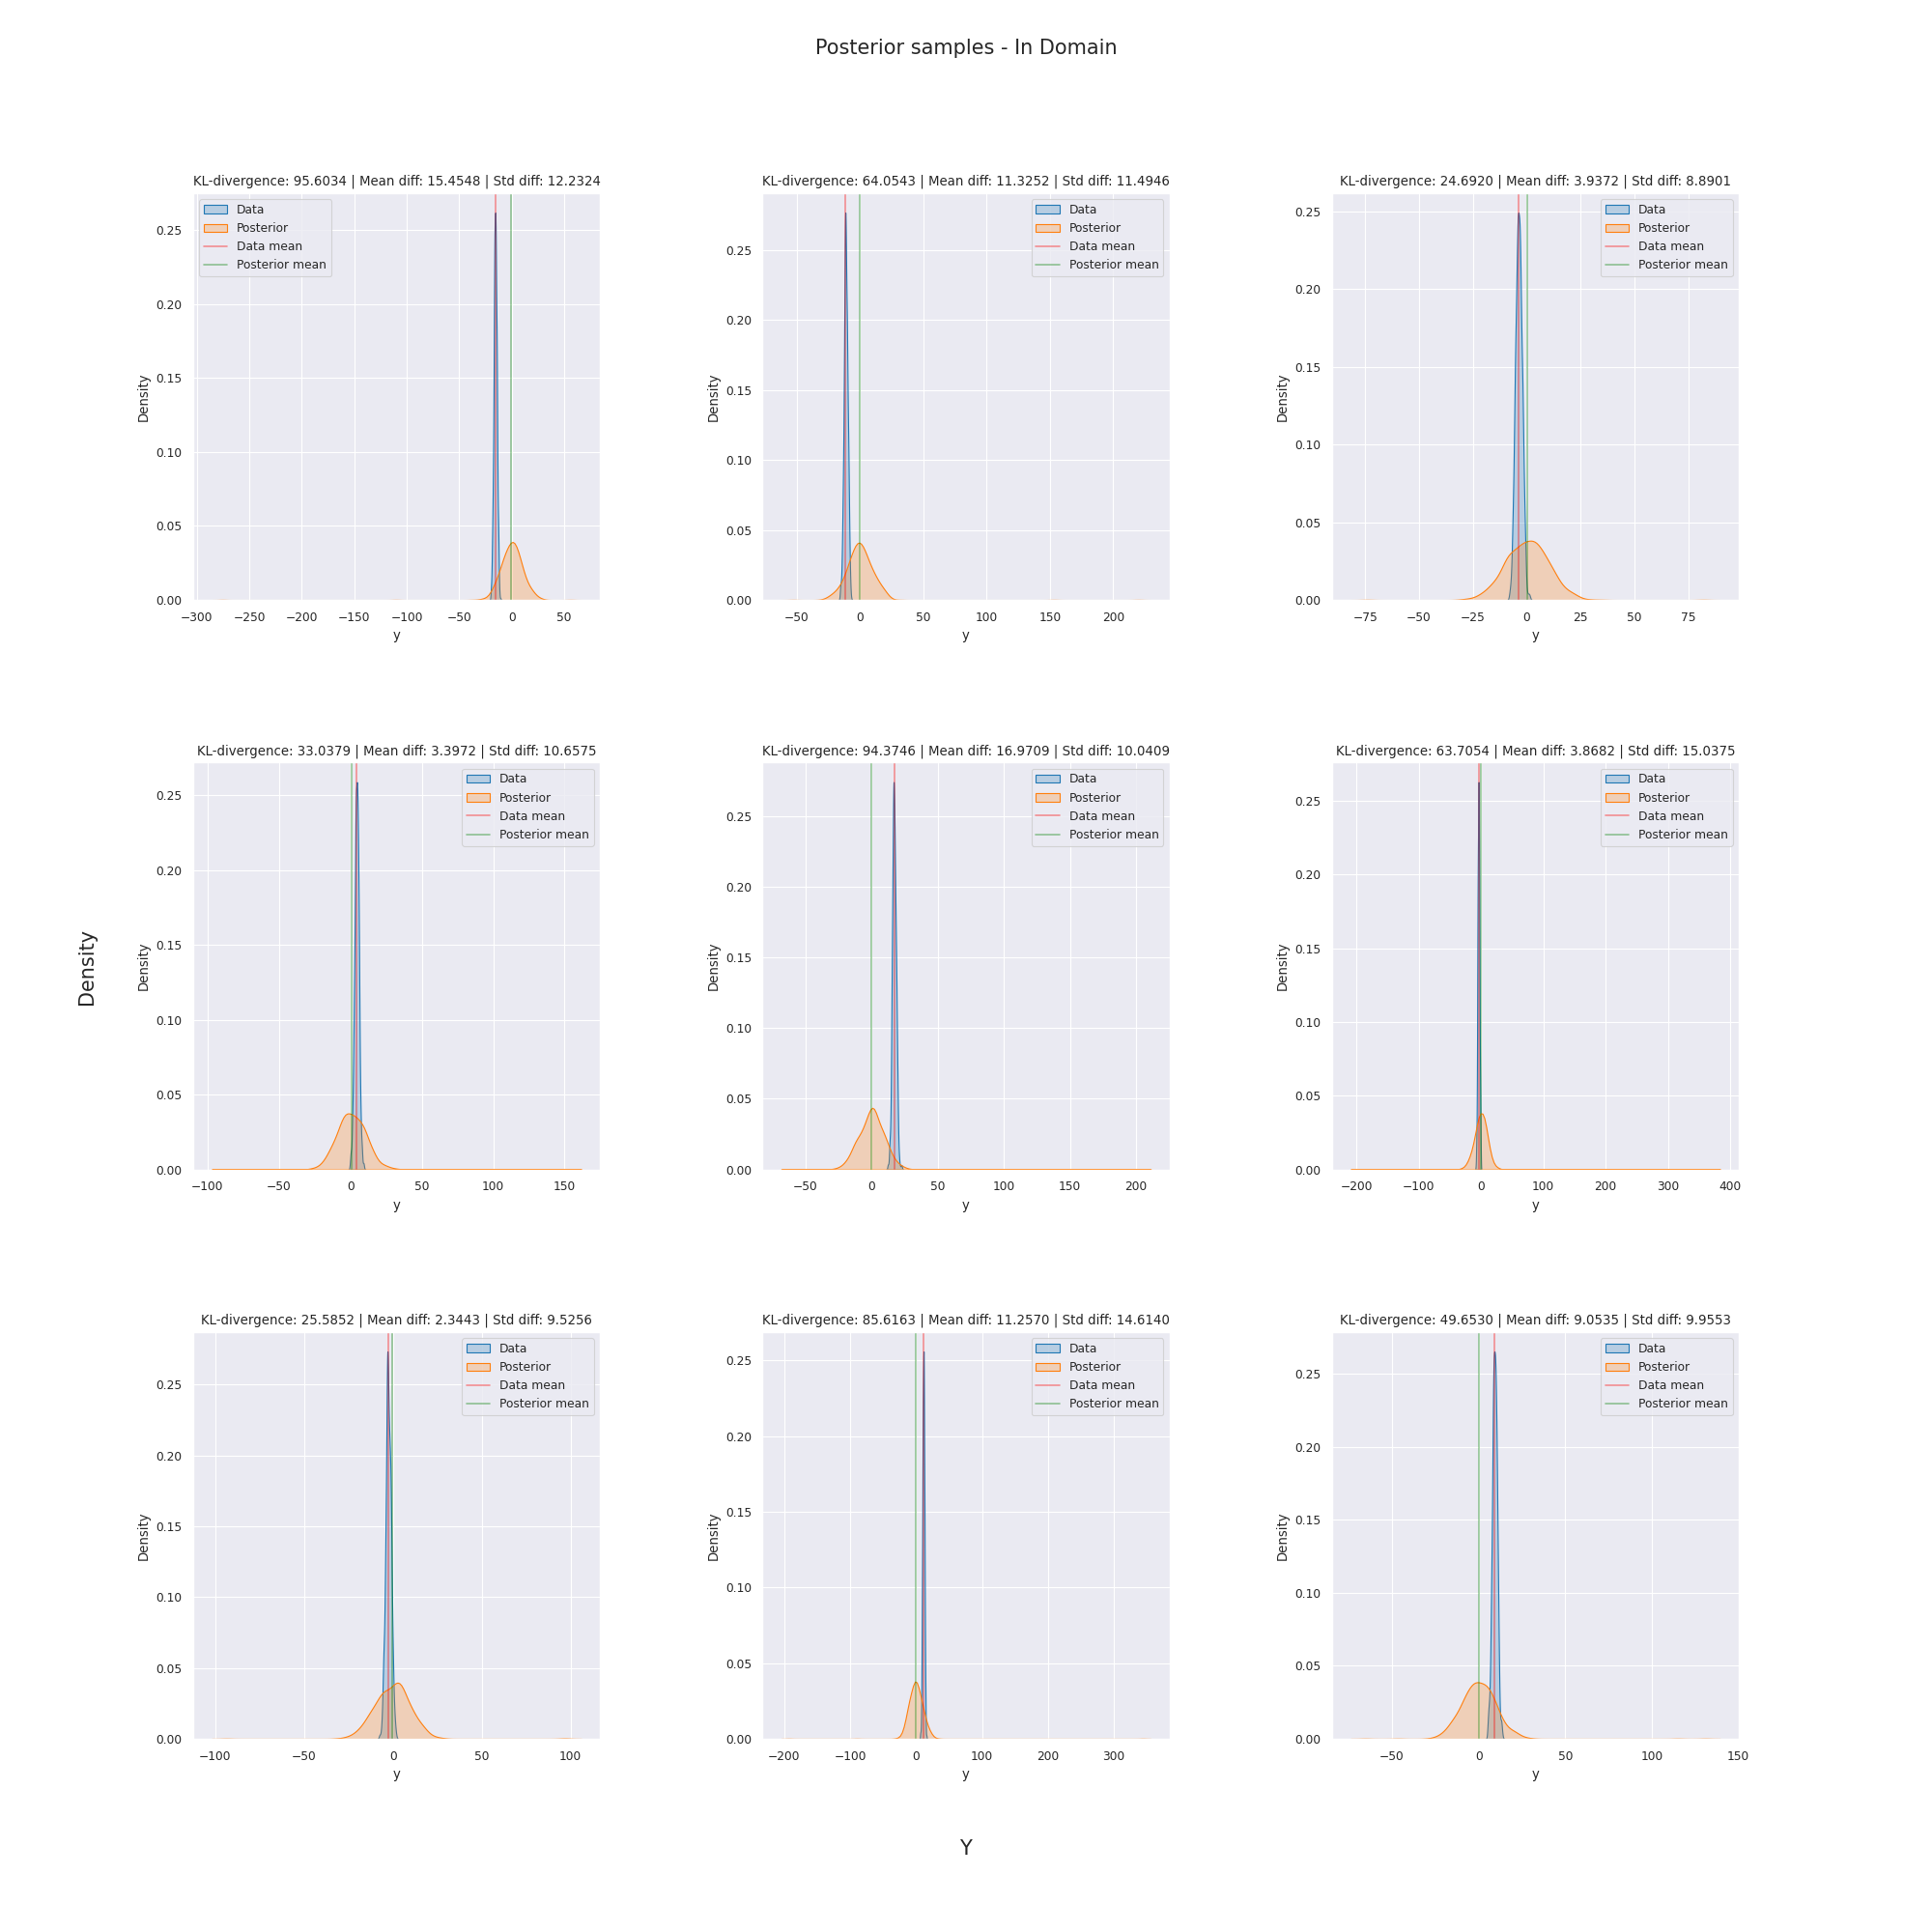 Posterior samples - In Domain
KL-divergence: 95.6034 | Mean diff: 15.4548 | Std diff: 12.2324
Data
Posterior
Data mean
Posterior mean
0.25
0.20
0.15
0.10
0.05
0.00
Density
−300 −250 −200 −150 −100 −50 0 50
y
KL-divergence: 64.0543 | Mean diff: 11.3252 | Std diff: 11.4946
Data
Posterior
Data mean
Posterior mean
0.25
0.20
0.15
0.10
0.05
0.00
Density
−50 0 50 100 150 200
y
KL-divergence: 24.6920 | Mean diff: 3.9372 | Std diff: 8.8901
Data
Posterior
Data mean
Posterior mean
0.25
0.20
0.15
0.10
0.05
0.00
Density
−75 −50 −25 0 25 50 75
y
Density
KL-divergence: 33.0379 | Mean diff: 3.3972 | Std diff: 10.6575
Data
Posterior
Data mean
Posterior mean
0.25
0.20
0.15
0.10
0.05
0.00
Density
−100 −50 0 50 100 150
y
KL-divergence: 94.3746 | Mean diff: 16.9709 | Std diff: 10.0409
Data
Posterior
Data mean
Posterior mean
0.25
0.20
0.15
0.10
0.05
0.00
Density
−50 0 50 100 150 200
y
KL-divergence: 63.7054 | Mean diff: 3.8682 | Std diff: 15.0375
Data
Posterior
Data mean
Posterior mean
0.25
0.20
0.15
0.10
0.05
0.00
Density
−200 −100 0 100 200 300 400
y
KL-divergence: 25.5852 | Mean diff: 2.3443 | Std diff: 9.5256
Data
Posterior
Data mean
Posterior mean
0.25
0.20
0.15
0.10
0.05
0.00
Density
−100 −50 0 50 100
y
KL-divergence: 85.6163 | Mean diff: 11.2570 | Std diff: 14.6140
Data
Posterior
Data mean
Posterior mean
0.25
0.20
0.15
0.10
0.05
0.00
Density
−200 −100 0 100 200 300
y
KL-divergence: 49.6530 | Mean diff: 9.0535 | Std diff: 9.9553
Data
Posterior
Data mean
Posterior mean
0.25
0.20
0.15
0.10
0.05
0.00
Density
−50 0 50 100 150
y
Y